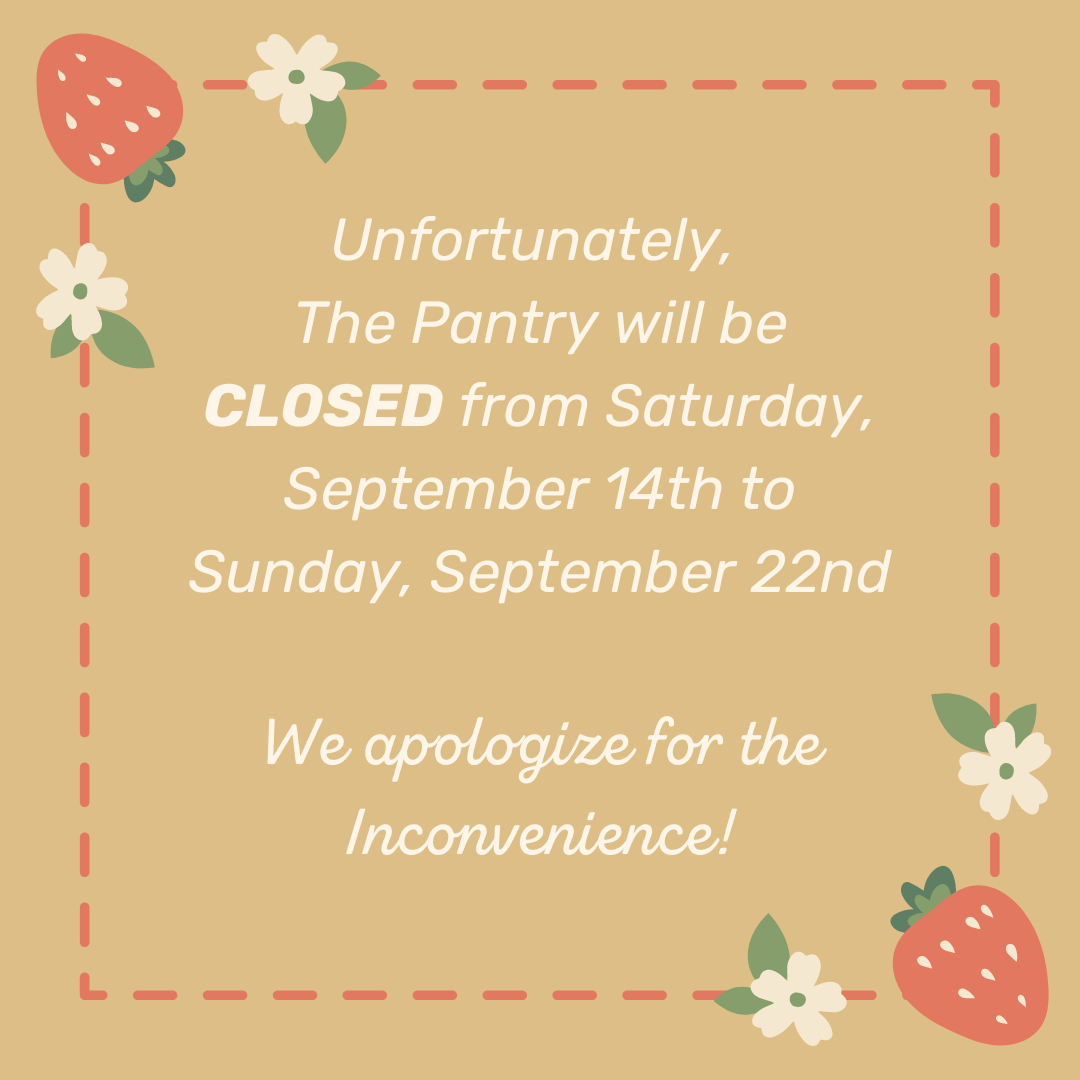 Unfortunately,
The Pantry will be
CLOSED from Saturday,
September 14th to
Sunday, September 22nd
We apologize for the
Inconvenience!